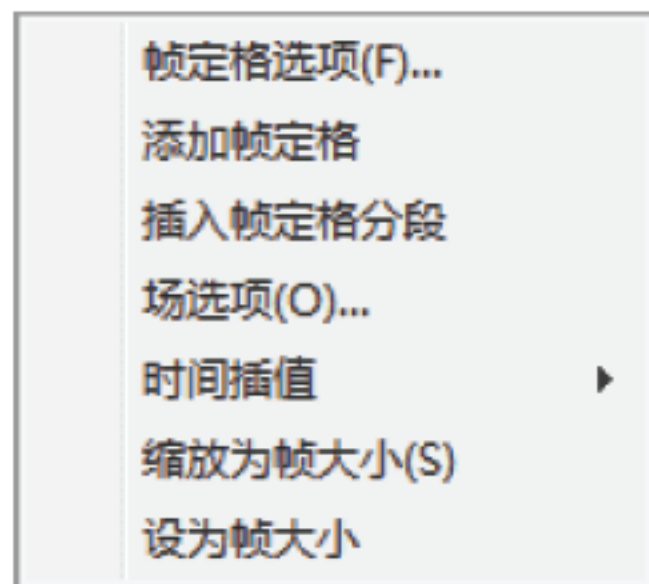 帧定格选项(F)...
添加帧定格
插入帧定格分段
场选项(O)...
时间插值
缩放为帧大小(S)
设为帧大小